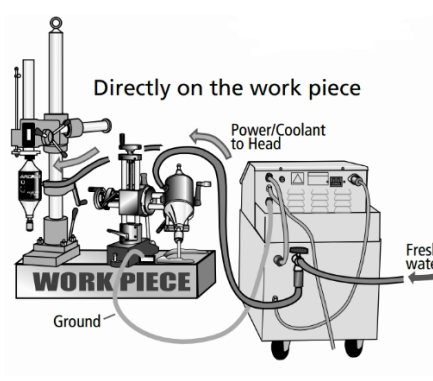 Directly on the work piece
Power/Coolant
to Head
Fresh
wate
WORK PIECE
Ground